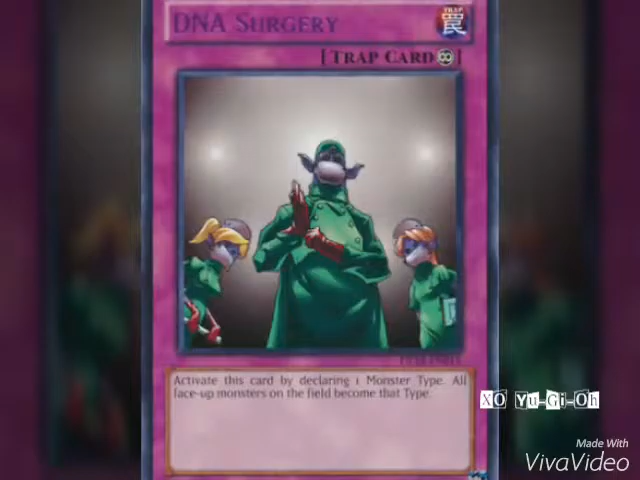 DNA Surgery
TRAP
罠
[Trap Card ]
Activate this card by declaring 1 Monster Type. All
face-up monsters on the field become that Type.
XO Yu-Gi-Oh
Made With
VivaVideo